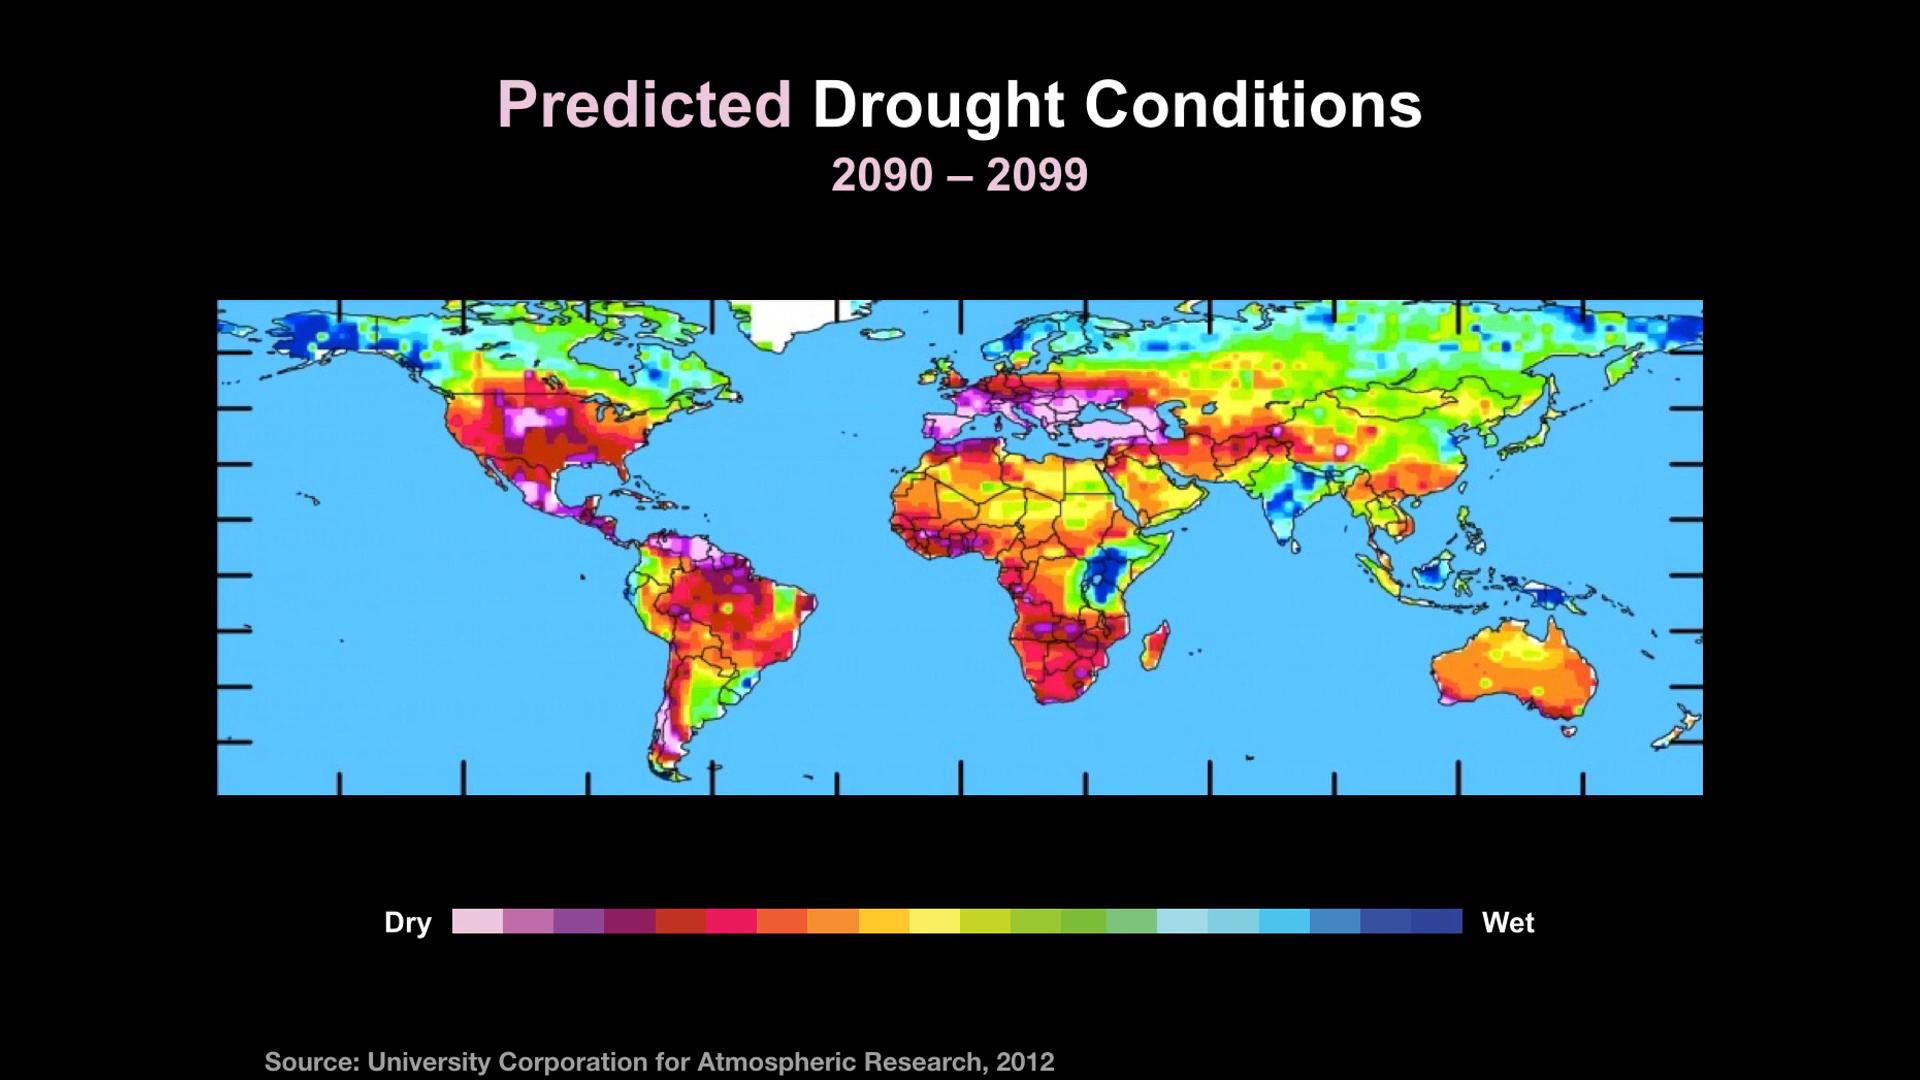 Predicted Drought Conditions
2090 – 2099
Dry
Wet
Source: University Corporation for Atmospheric Research, 2012